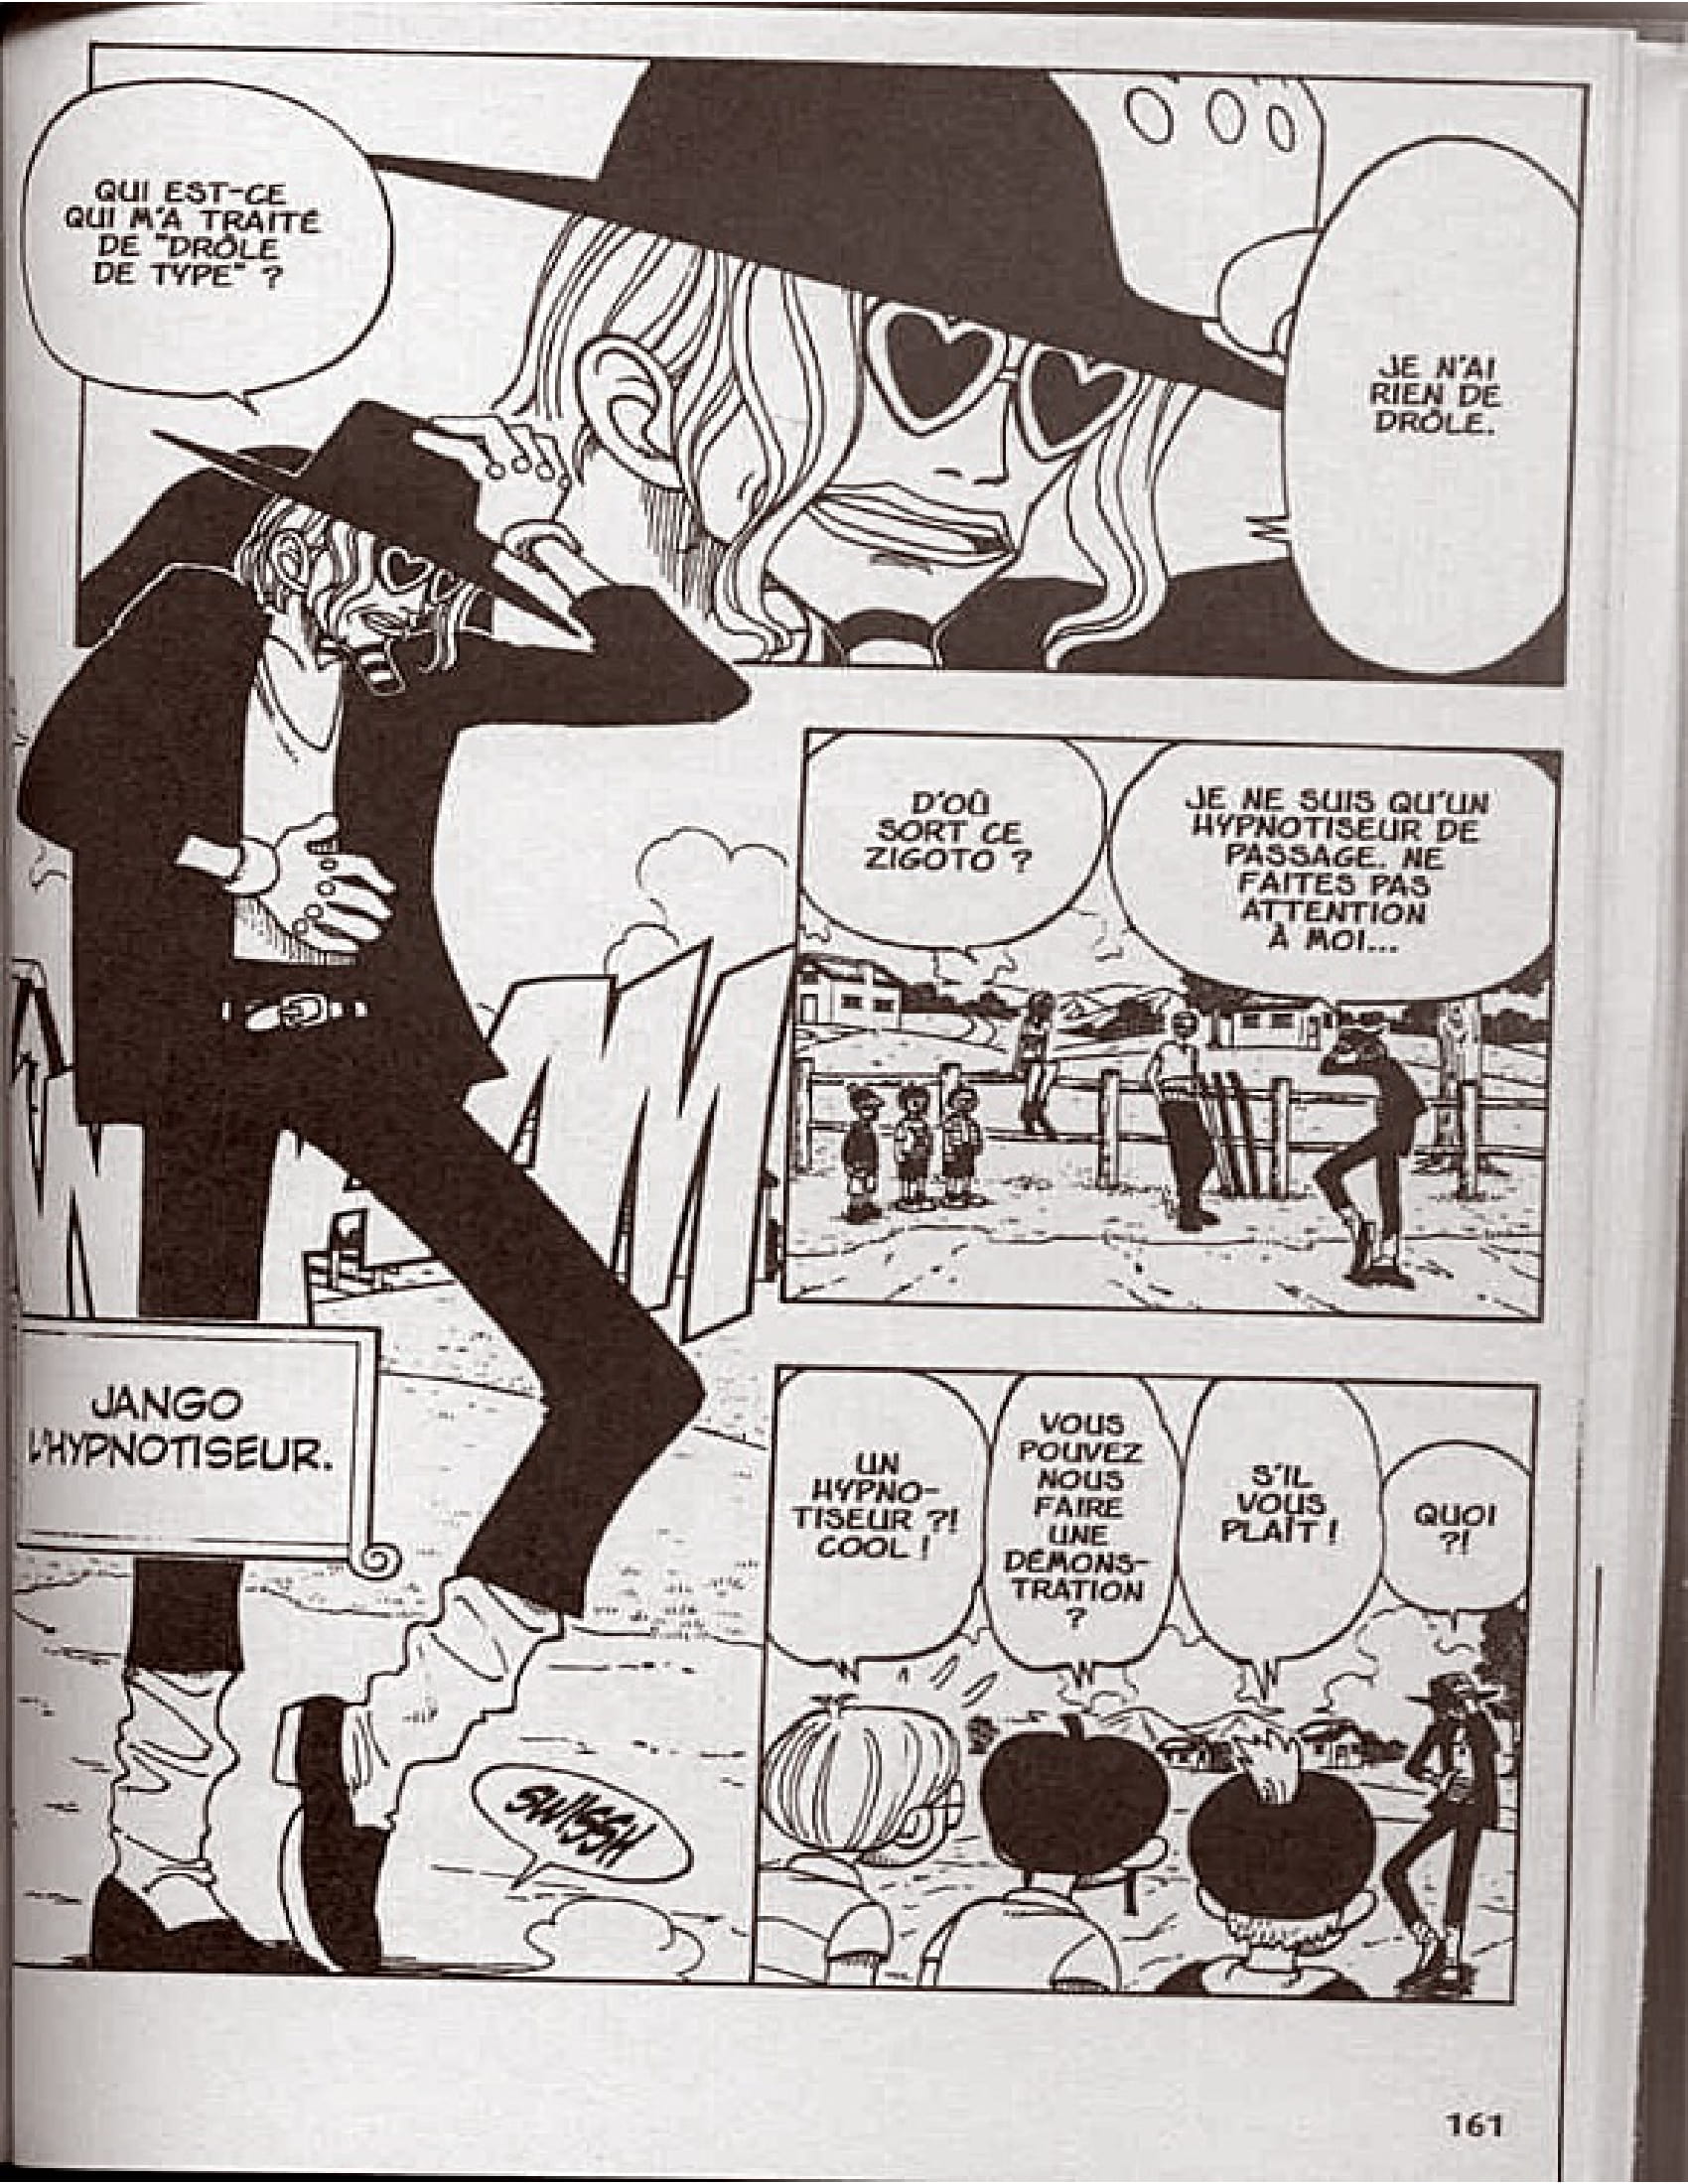 QUI EST-CE
QUI M'A TRAITÉ
DE "DRÔLE
DE TYPE" ?
JE N'AI
RIEN DE
DRÔLE.
D'OÙ
SORT CE
ZIGOTO ?
JE NE SUIS QU'UN
HYPNOTISEUR DE
PASSAGE. NE
FAITES PAS
ATTENTION
À MOI...
JANGO
L'HYPNOTISEUR.
SWISSH
UN
HYPNO-
TISEUR ?!
COOL !
VOUS
POUVEZ
NOUS
FAIRE
UNE
DÉMONS-
TRATION
?
S'IL
VOUS
PLAÎT !
QUOI
?!
161